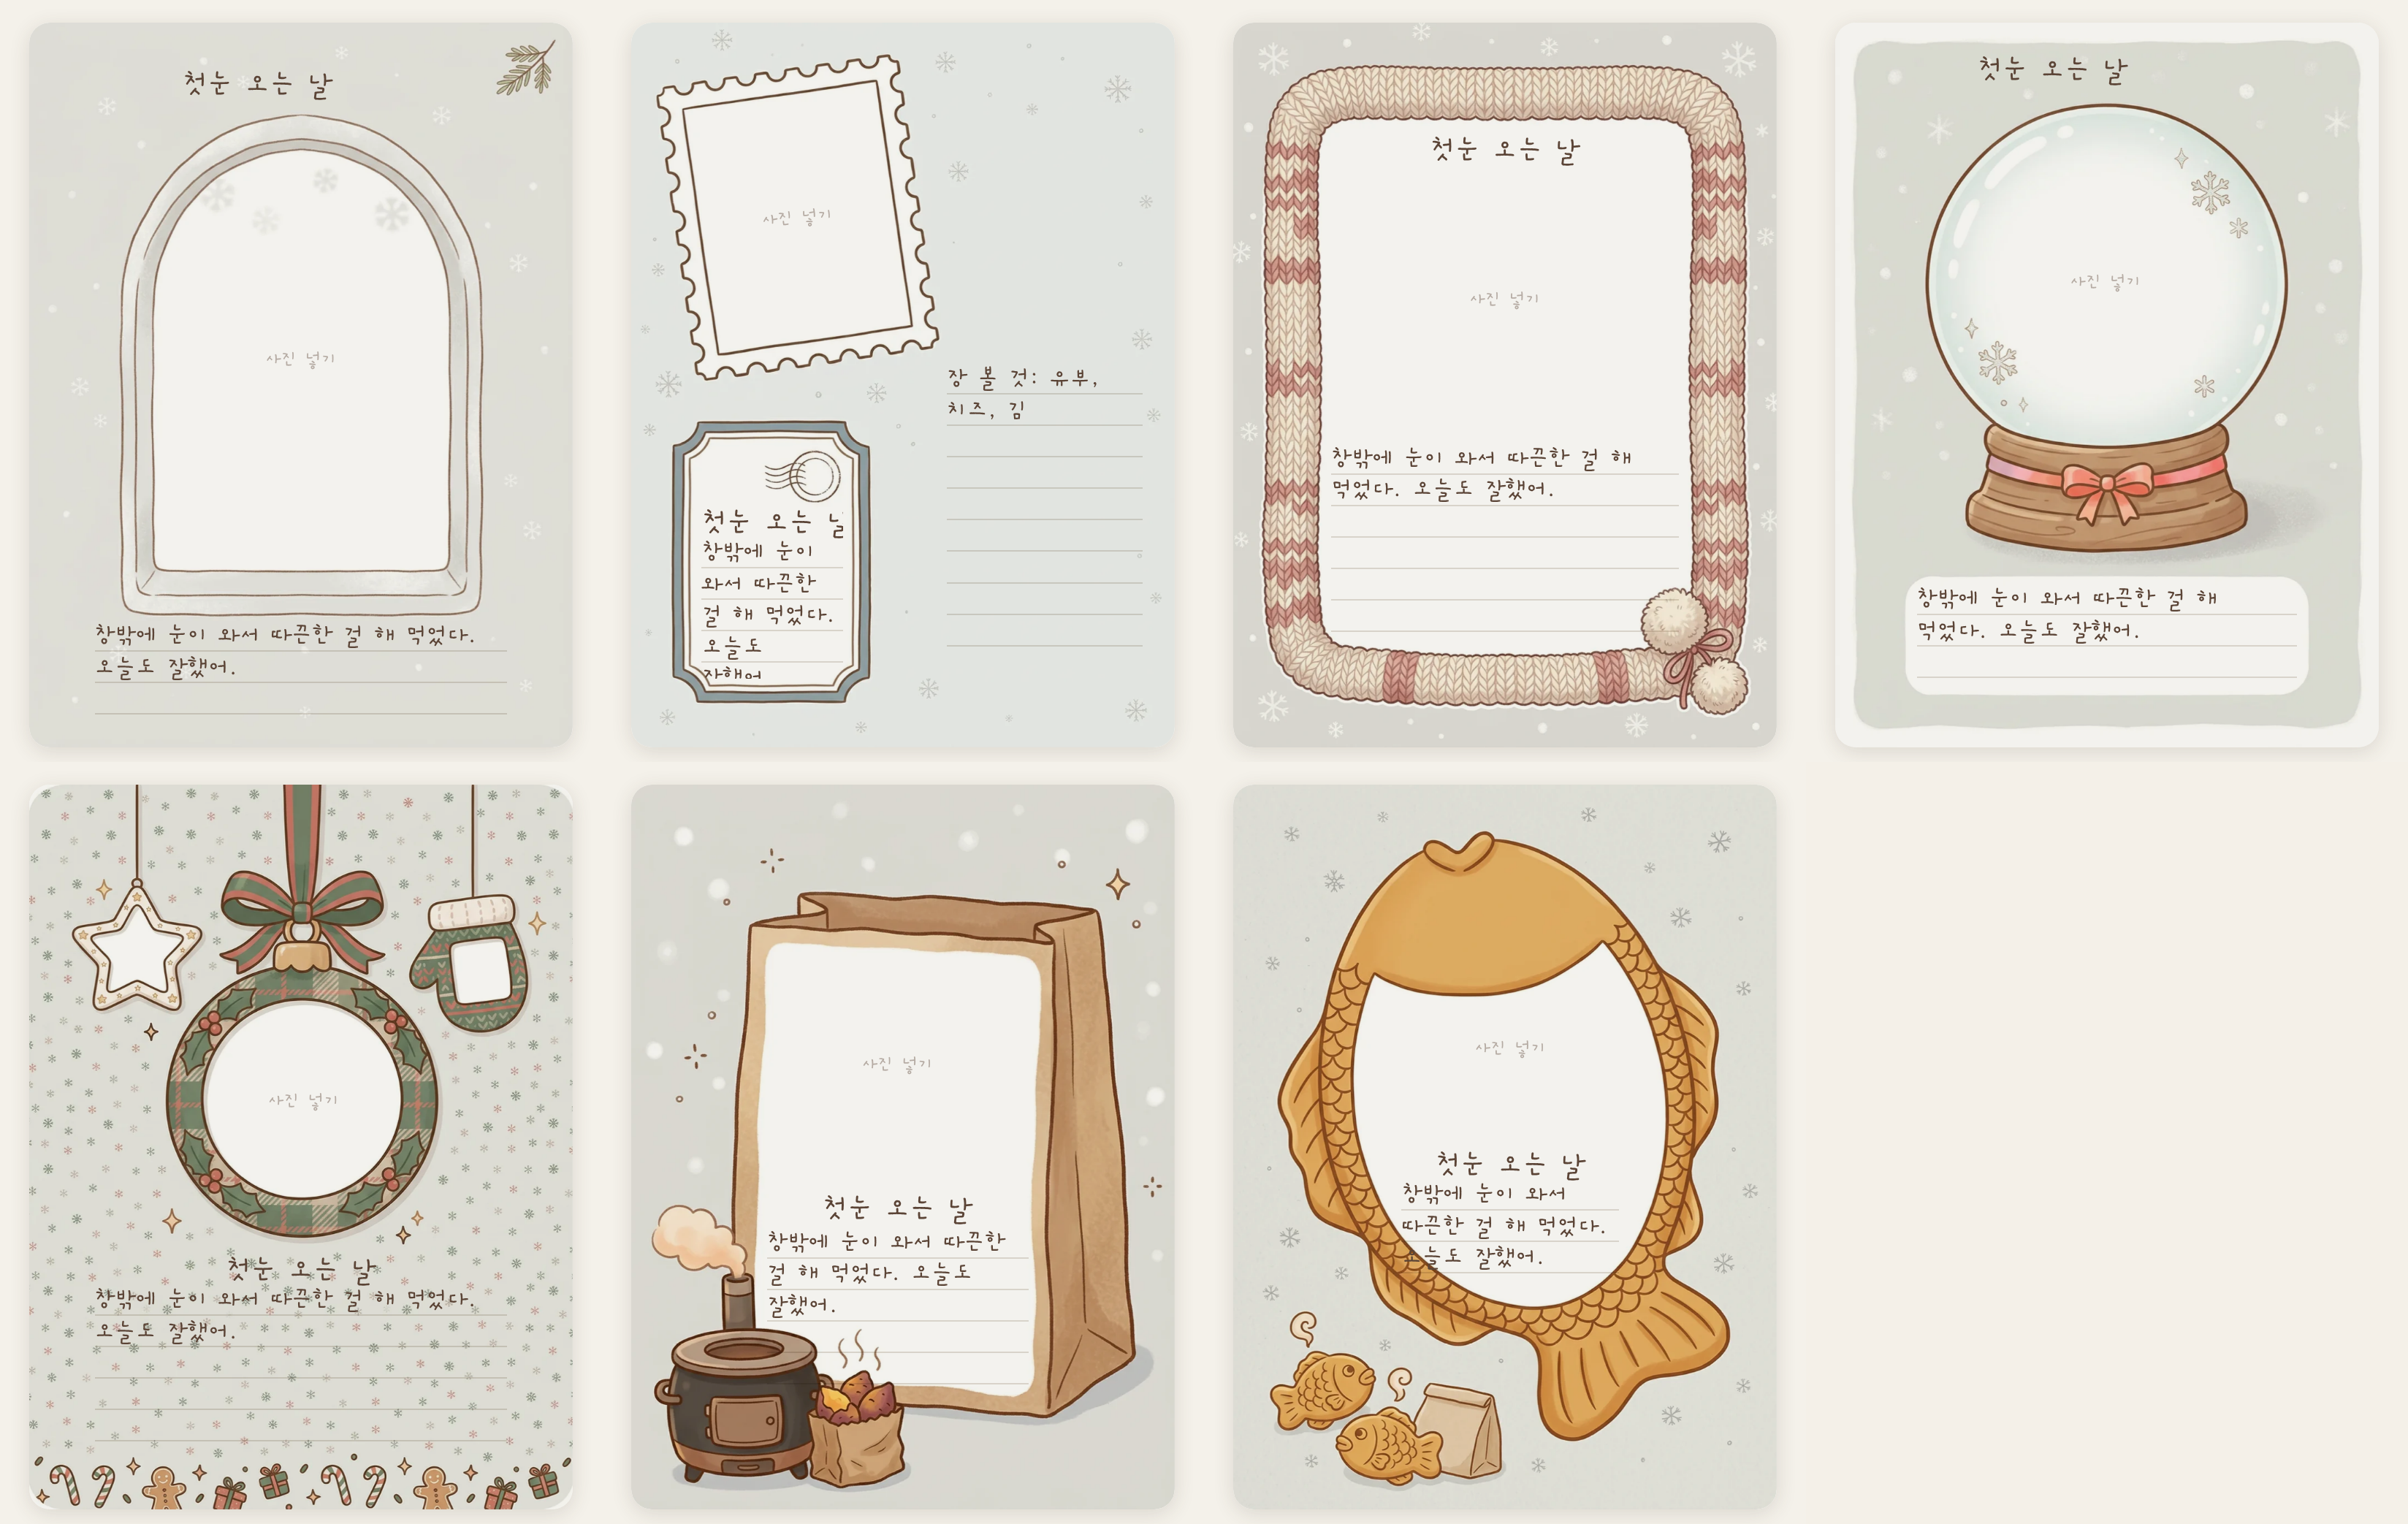 첫눈 오는 날
사진 넣기
창밖에 눈이 와서 따끈한 걸 해 먹었다.
오늘도 잘했어.
사진 넣기
장 볼 것: 유부,
치즈, 김
첫눈 오는 날
창밖에 눈이
와서 따끈한
걸 해 먹었다.
오늘도
잘했어
첫눈 오는 날
사진 넣기
창밖에 눈이 와서 따끈한 걸 해
먹었다. 오늘도 잘했어.
첫눈 오는 날
사진 넣기
창밖에 눈이 와서 따끈한 걸 해
먹었다. 오늘도 잘했어.
사진 넣기
첫눈 오는 날
창밖에 눈이 와서 따끈한 걸 해 먹었다.
오늘도 잘했어.
사진 넣기
첫눈 오는 날
창밖에 눈이 와서 따끈한
걸 해 먹었다. 오늘도
잘했어.
사진 넣기
첫눈 오는 날
창밖에 눈이 와서
따끈한 걸 해 먹었다.
오늘도 잘했어.